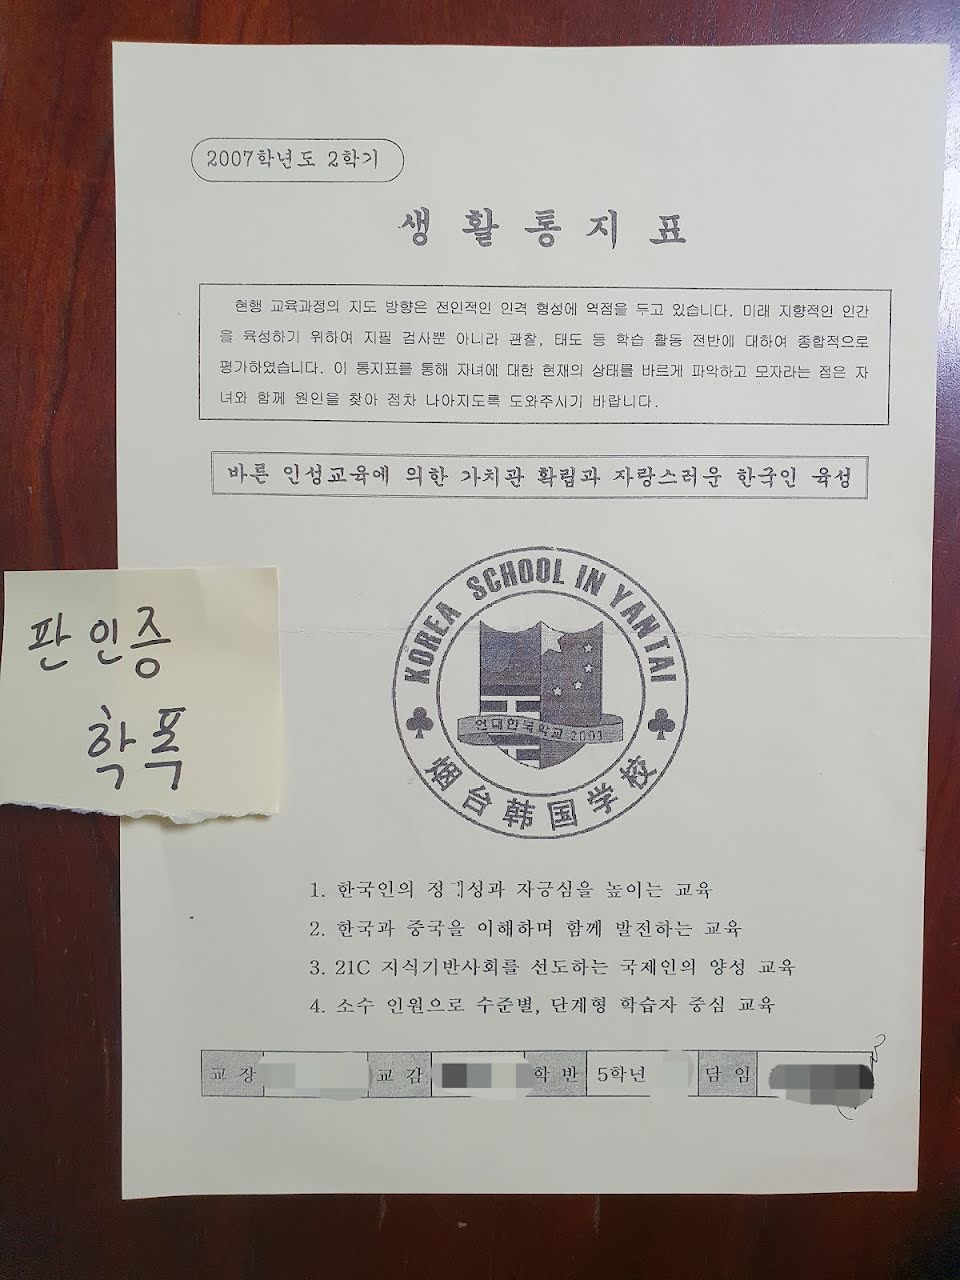 2007학년도 2학기
생활통지표
현행 교육과정의 지도 방향은 전인적인 인격 형성에 역점을 두고 있습니다. 미래 지향적인 인간
을 육성하기 위하여 지필 검사뿐 아니라 관찰, 태도 등 학습 활동 전반에 대하여 종합적으로
평가하였습니다. 이 통지표를 통해 자녀에 대한 현재의 상태를 바르게 파악하고 모자라는 점은 자
녀와 함께 원인을 찾아 점차 나아지도록 도와주시기 바랍니다.
바른 인성교육에 의한 가치관 확립과 자랑스러운 한국인 육성
판인증
학폭
KOREA SCHOOL IN YANTAI
연대한국학교 2001
烟台韩国学校
1. 한국인의 자긍심을 높이는 교육
2. 한국과 중국을 이해하며 함께 발전하는 교육
3. 21C 지식기반사회를 선도하는 국제인의 양성 교육
4. 소수 인원으로 수준별, 단계형 학습자 중심 교육
교장 교감 학반 5학년 담임